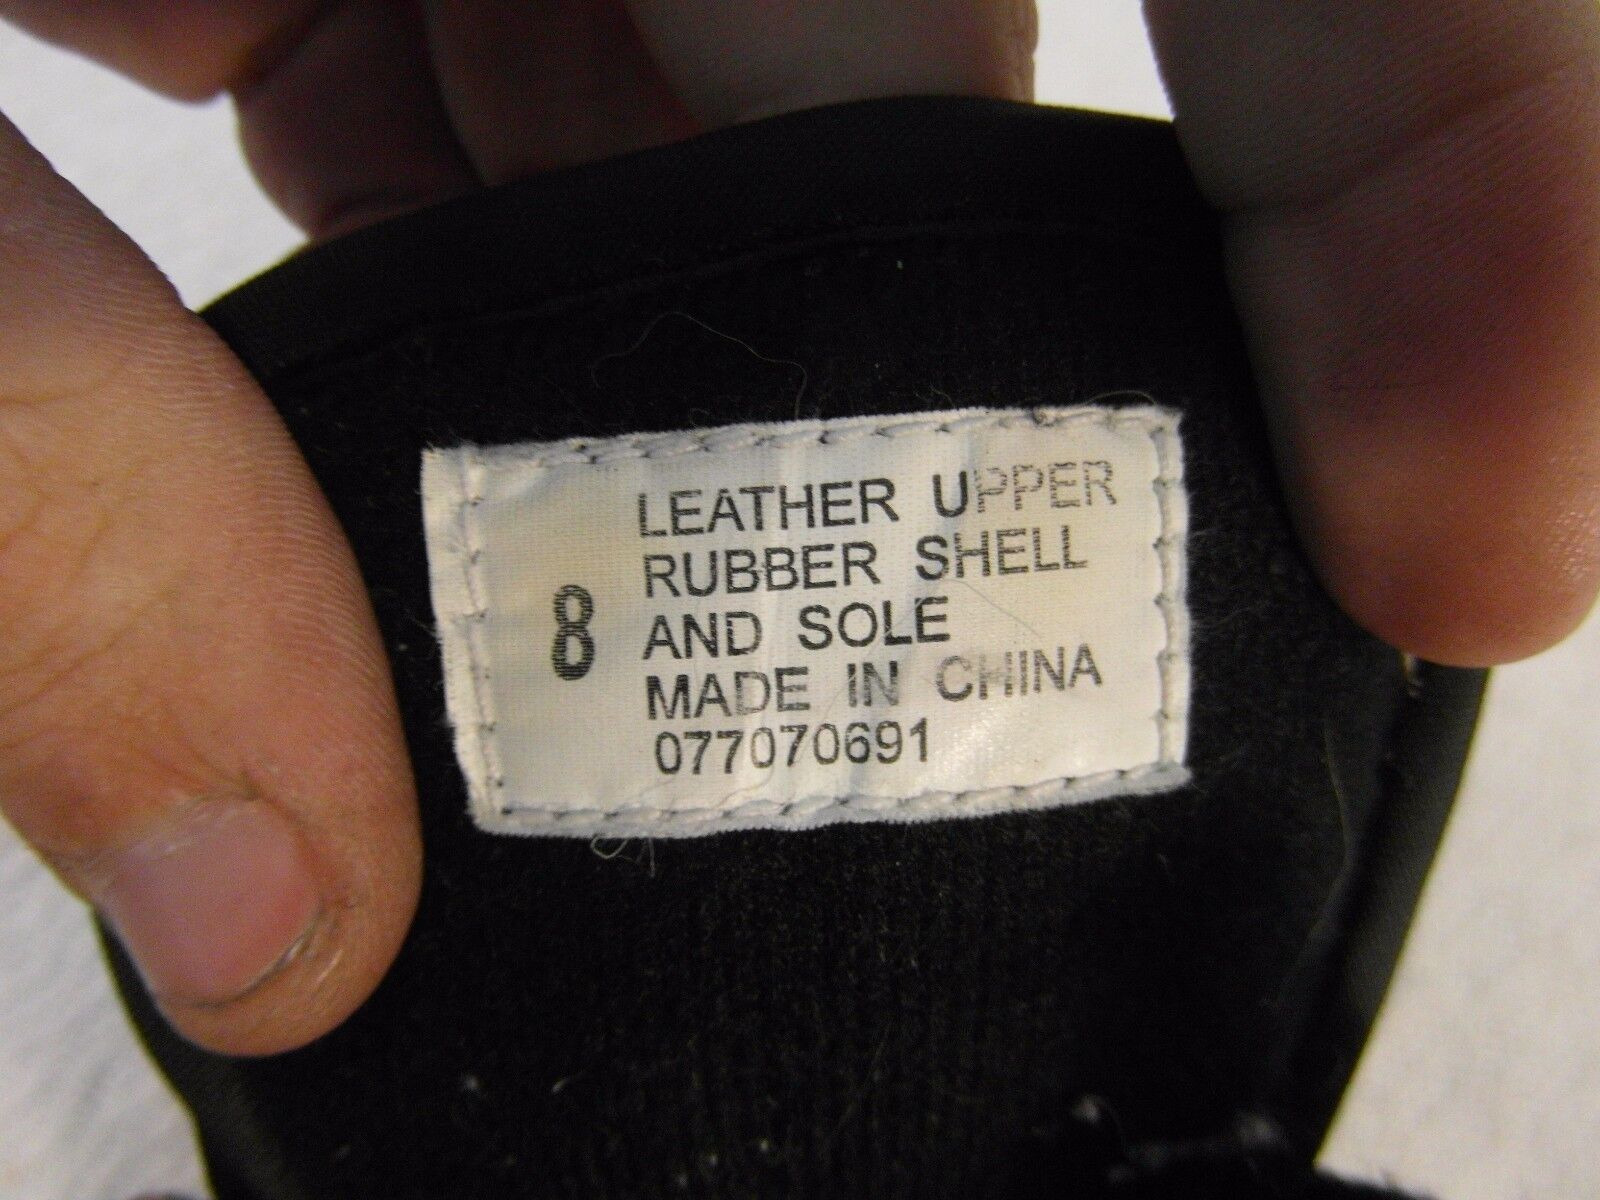 8
LEATHER UPPER
RUBBER SHELL
AND SOLE
MADE IN CHINA
077070691